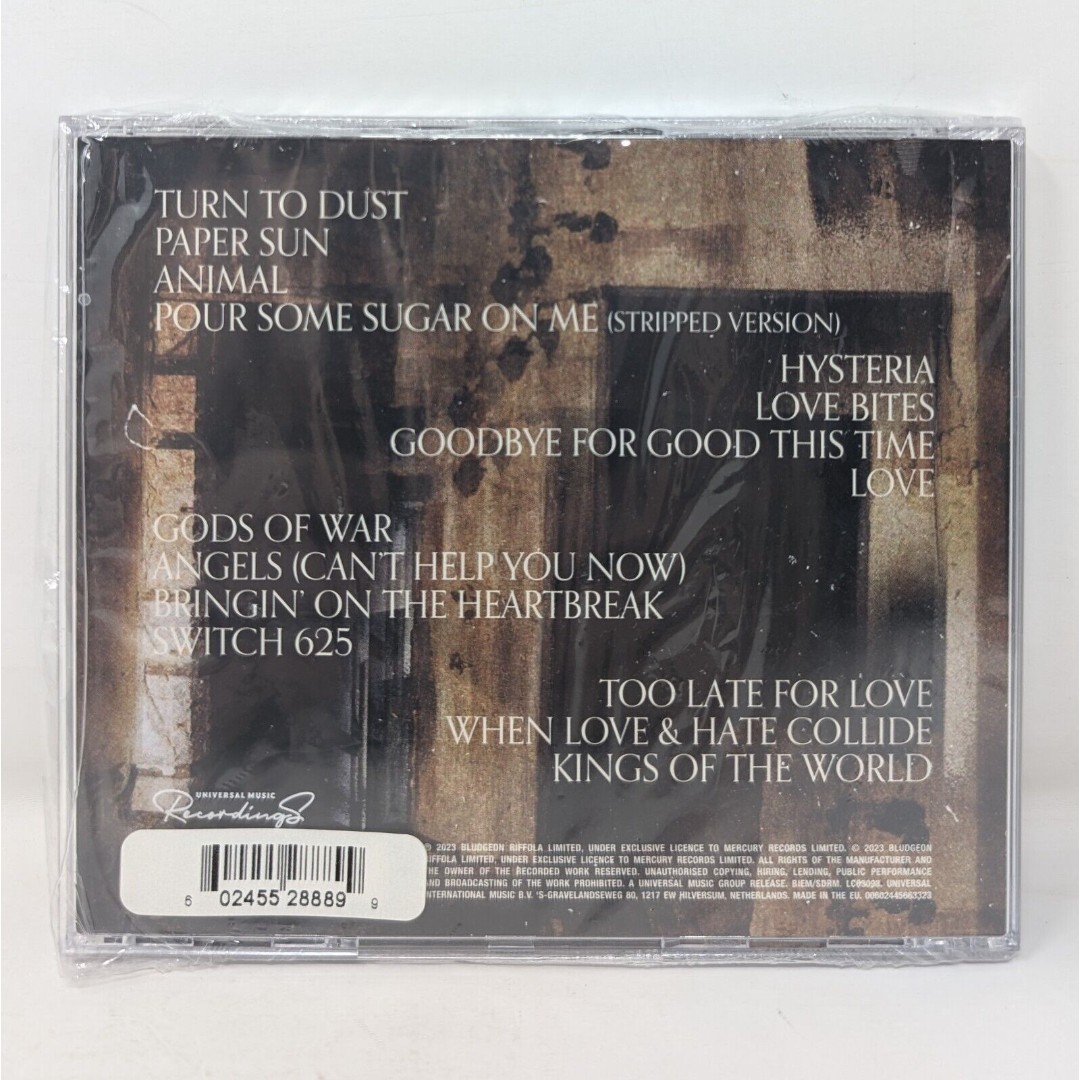 TURN TO DUST
PAPER SUN
ANIMAL
POUR SOME SUGAR ON ME (STRIPPED VERSION)
HYSTERIA
LOVE BITES
GOODBYE FOR GOOD THIS TIME
LOVE
GODS OF WAR
ANGELS (CAN'T HELP YOU NOW)
BRINGIN' ON THE HEARTBREAK
SWITCH 625
TOO LATE FOR LOVE
WHEN LOVE & HATE COLLIDE
KINGS OF THE WORLD
UNIVERSAL MUSIC
Recordings
℗ 2023 BLUDGEON RIFFOLA LIMITED, UNDER EXCLUSIVE LICENCE TO MERCURY RECORDS LIMITED. © 2023 BLUDGEON
RIFFOLA LIMITED, UNDER EXCLUSIVE LICENCE TO MERCURY RECORDS LIMITED. ALL RIGHTS OF THE MANUFACTURER AND
THE OWNER OF THE RECORDED WORK RESERVED. UNAUTHORISED COPYING, HIRING, LENDING, PUBLIC PERFORMANCE
AND BROADCASTING OF THE WORK PROHIBITED. A UNIVERSAL MUSIC GROUP RELEASE. BIEM/SDRM. LC05098. UNIVERSAL
INTERNATIONAL MUSIC B.V. 'S-GRAVELANDSEWEG 80, 1217 EW HILVERSUM, NETHERLANDS. MADE IN THE EU. 00602445663323
6 02455 28889 9